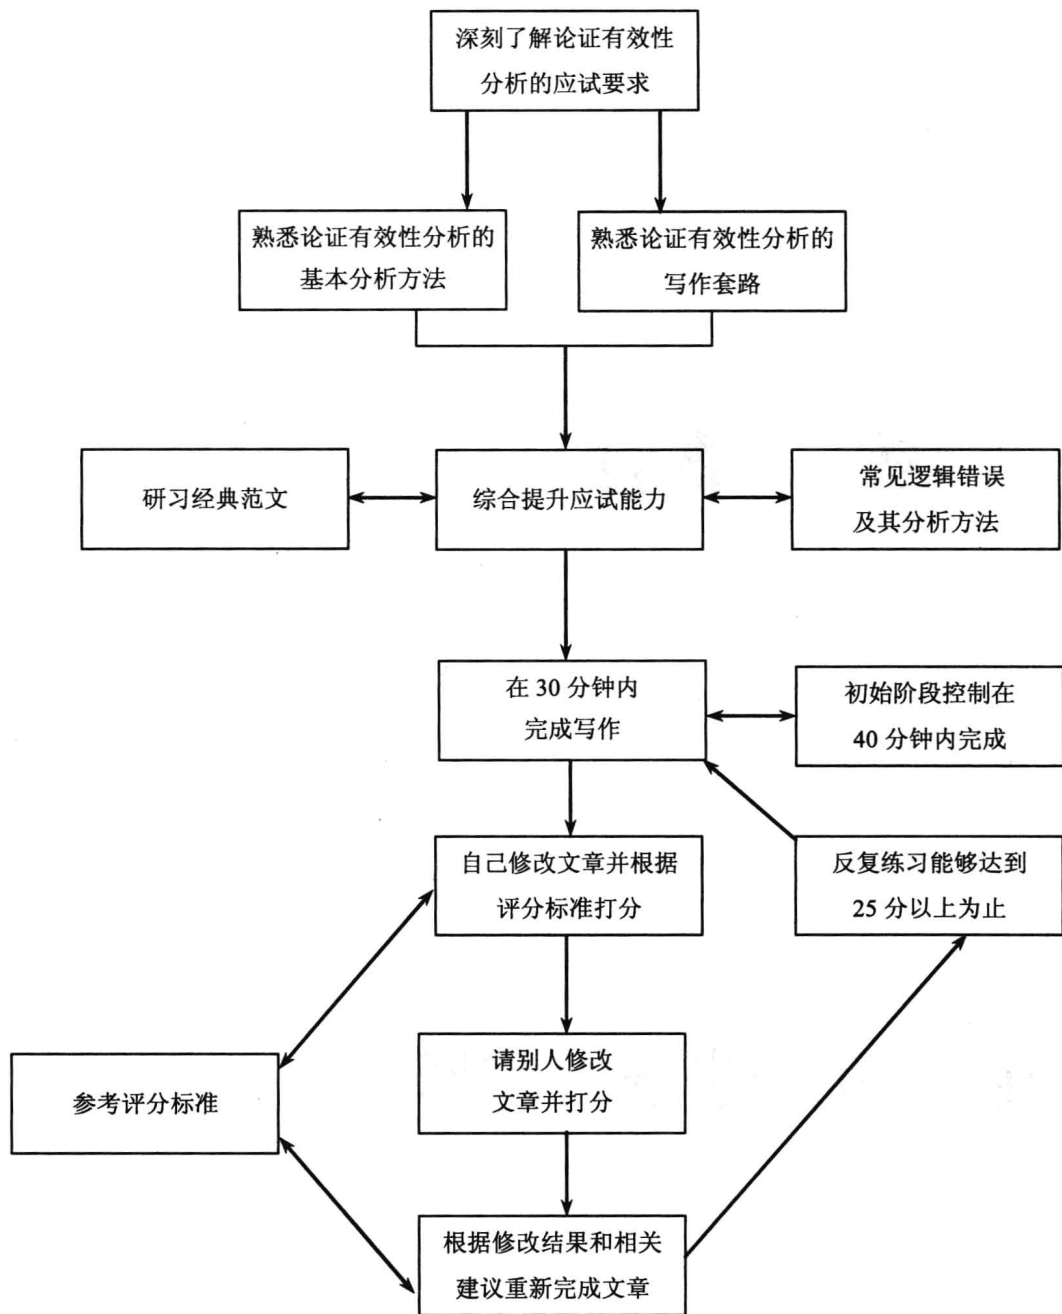 深刻了解论证有效性
分析的应试要求
熟悉论证有效性分析的
基本分析方法
熟悉论证有效性分析的
写作套路
研习经典范文
综合提升应试能力
常见逻辑错误
及其分析方法
在 30 分钟内
完成写作
初始阶段控制在
40 分钟内完成
自己修改文章并根据
评分标准打分
反复练习能够达到
25 分以上为止
请别人修改
文章并打分
参考评分标准
根据修改结果和相关
建议重新完成文章